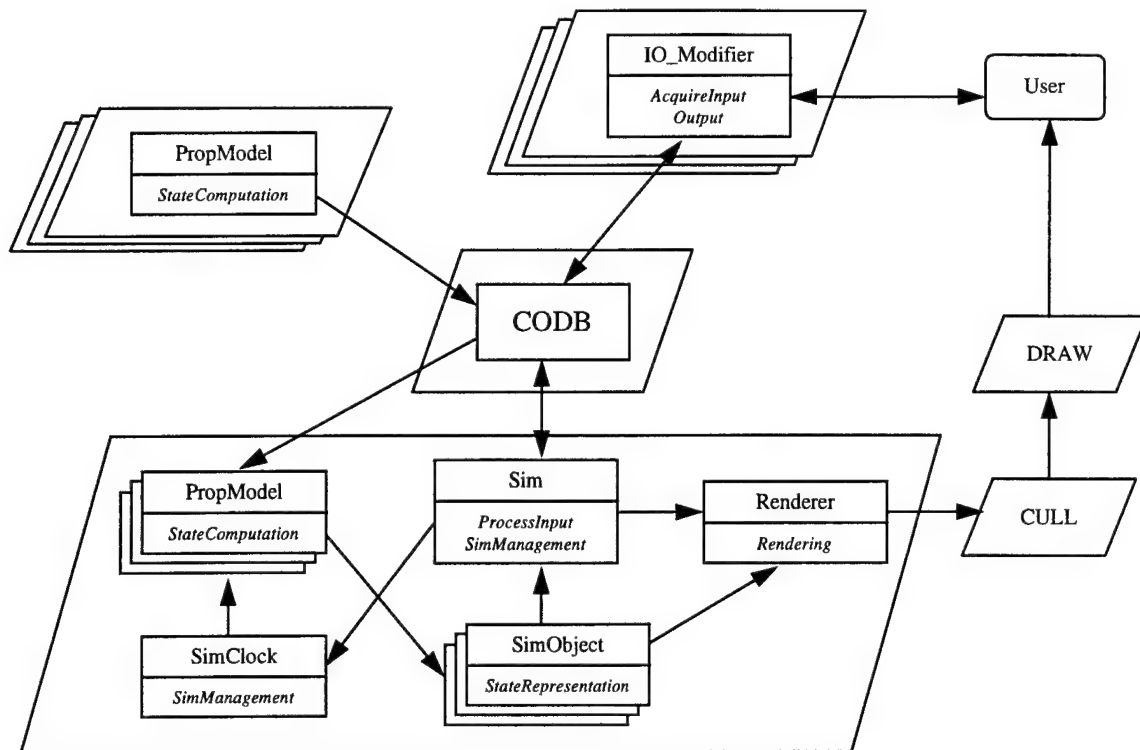 IO_Modifier
AcquireInput
Output
User
PropModel
StateComputation
CODB
DRAW
PropModel
StateComputation
Sim
ProcessInput
SimManagement
Renderer
Rendering
CULL
SimClock
SimManagement
SimObject
StateRepresentation